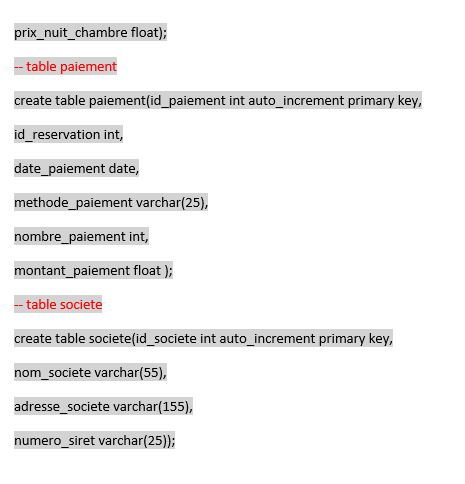 prix_nuit_chambre float);
-- table paiement
create table paiement(id_paiement int auto_increment primary key,
id_reservation int,
date_paiement date,
methode_paiement varchar(25),
nombre_paiement int,
montant_paiement float );
-- table societe
create table societe(id_societe int auto_increment primary key,
nom_societe varchar(55),
adresse_societe varchar(155),
numero_siret varchar(25));